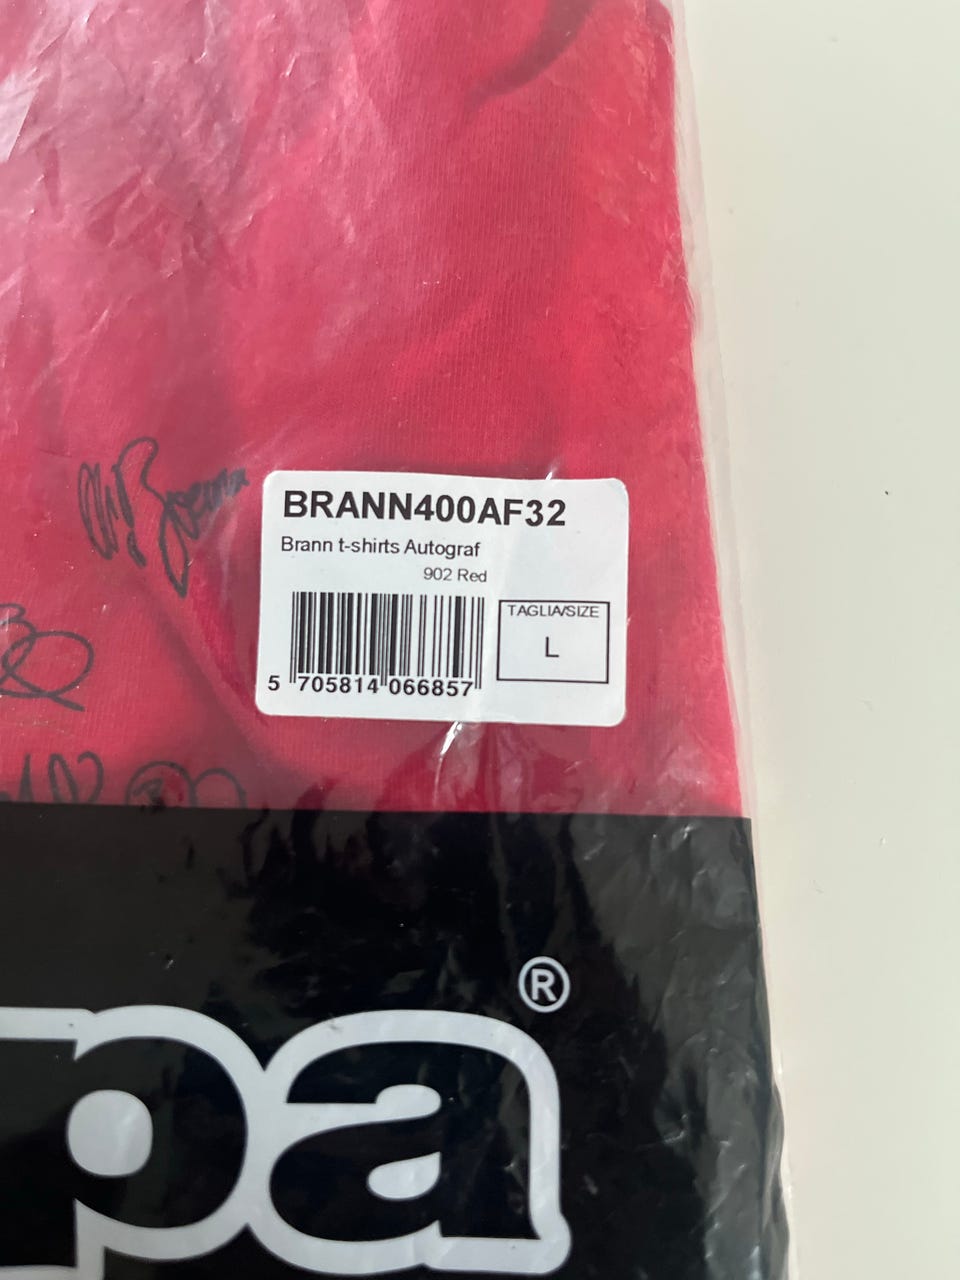 BRANN400AF32
Brann t-shirts Autograf
902 Red
TAGLIA/SIZE
L
5 705814 066857
pa®